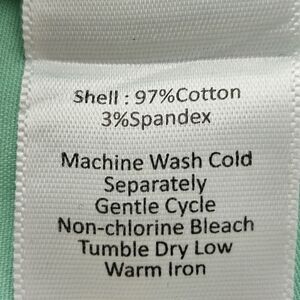 Shell : 97%Cotton
3%Spandex
Machine Wash Cold
Separately
Gentle Cycle
Non-chlorine Bleach
Tumble Dry Low
Warm Iron